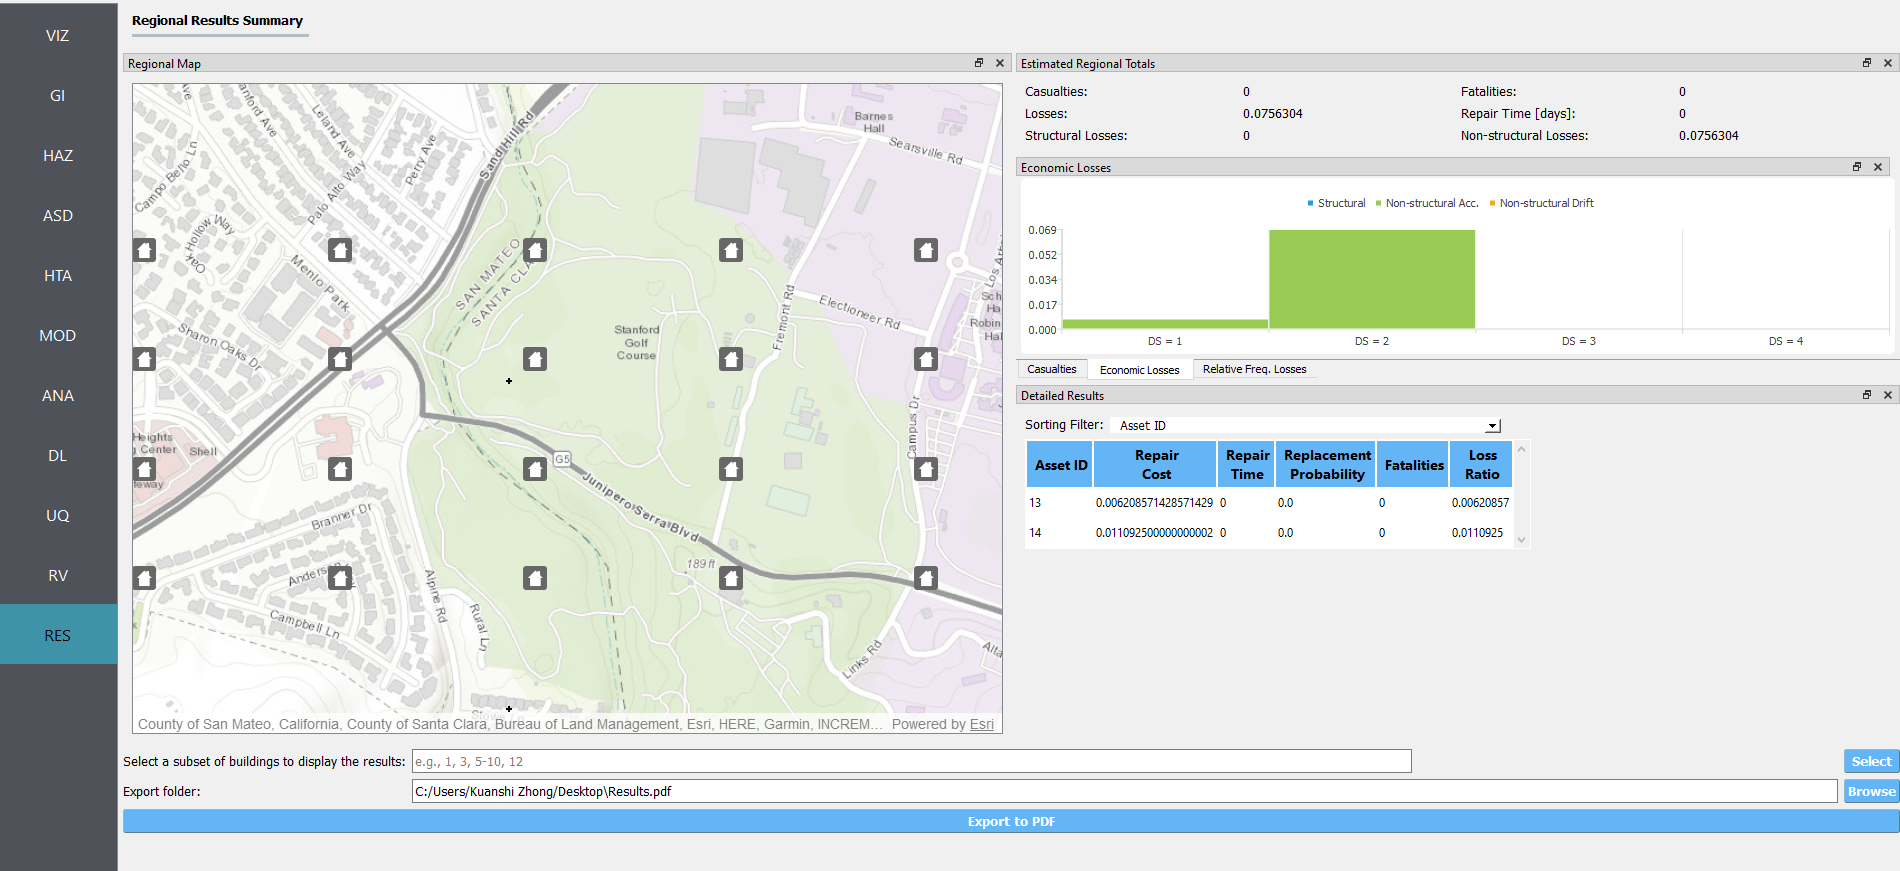 VIZ
GI
HAZ
ASD
HTA
MOD
ANA
DL
UQ
RV
RES
Regional Results Summary
Regional Map
Barnes
Hall
Searsville Rd
Sand Hill Rd
Leland Ave
Perry Ave
Palo Alto Way
Campo Bello Ln
Hollow Way
Oak
Menlo Park
SAN MATEO
SANTA CLA
Sharon Oaks Dr
Stanford
Golf
Course
Fremont Rd
Electioneer Rd
Los Arb
Sch
Ha
Robin
Hal
Campus Dr
Heights
g Center
Shell
teway
G5
Junipero Serra Blvd
Branner Dr
189 ft
Alpine Rd
Rural Ln
Campbell Ln
Links Rd
Alta
County of San Mateo, California, County of Santa Clara, Bureau of Land Management, Esri, HERE, Garmin, INCREM... Powered by Esri
Estimated Regional Totals
Casualties: 0 Fatalities: 0
Losses: 0.0756304 Repair Time [days]: 0
Structural Losses: 0 Non-structural Losses: 0.0756304
Economic Losses
Structural Non-structural Acc. Non-structural Drift
0.069
0.052
0.034
0.017
0.000
DS = 1 DS = 2 DS = 3 DS = 4
Casualties Economic Losses Relative Freq. Losses
Detailed Results
Sorting Filter: Asset ID
Asset ID Repair Cost Repair Time Replacement Probability Fatalities Loss Ratio
13 0.006208571428571429 0 0.0 0 0.00620857
14 0.011092500000000002 0 0.0 0 0.0110925
Select a subset of buildings to display the results: e.g., 1, 3, 5-10, 12 Select
Export folder: C:/Users/Kuanshi Zhong/Desktop\Results.pdf Browse
Export to PDF